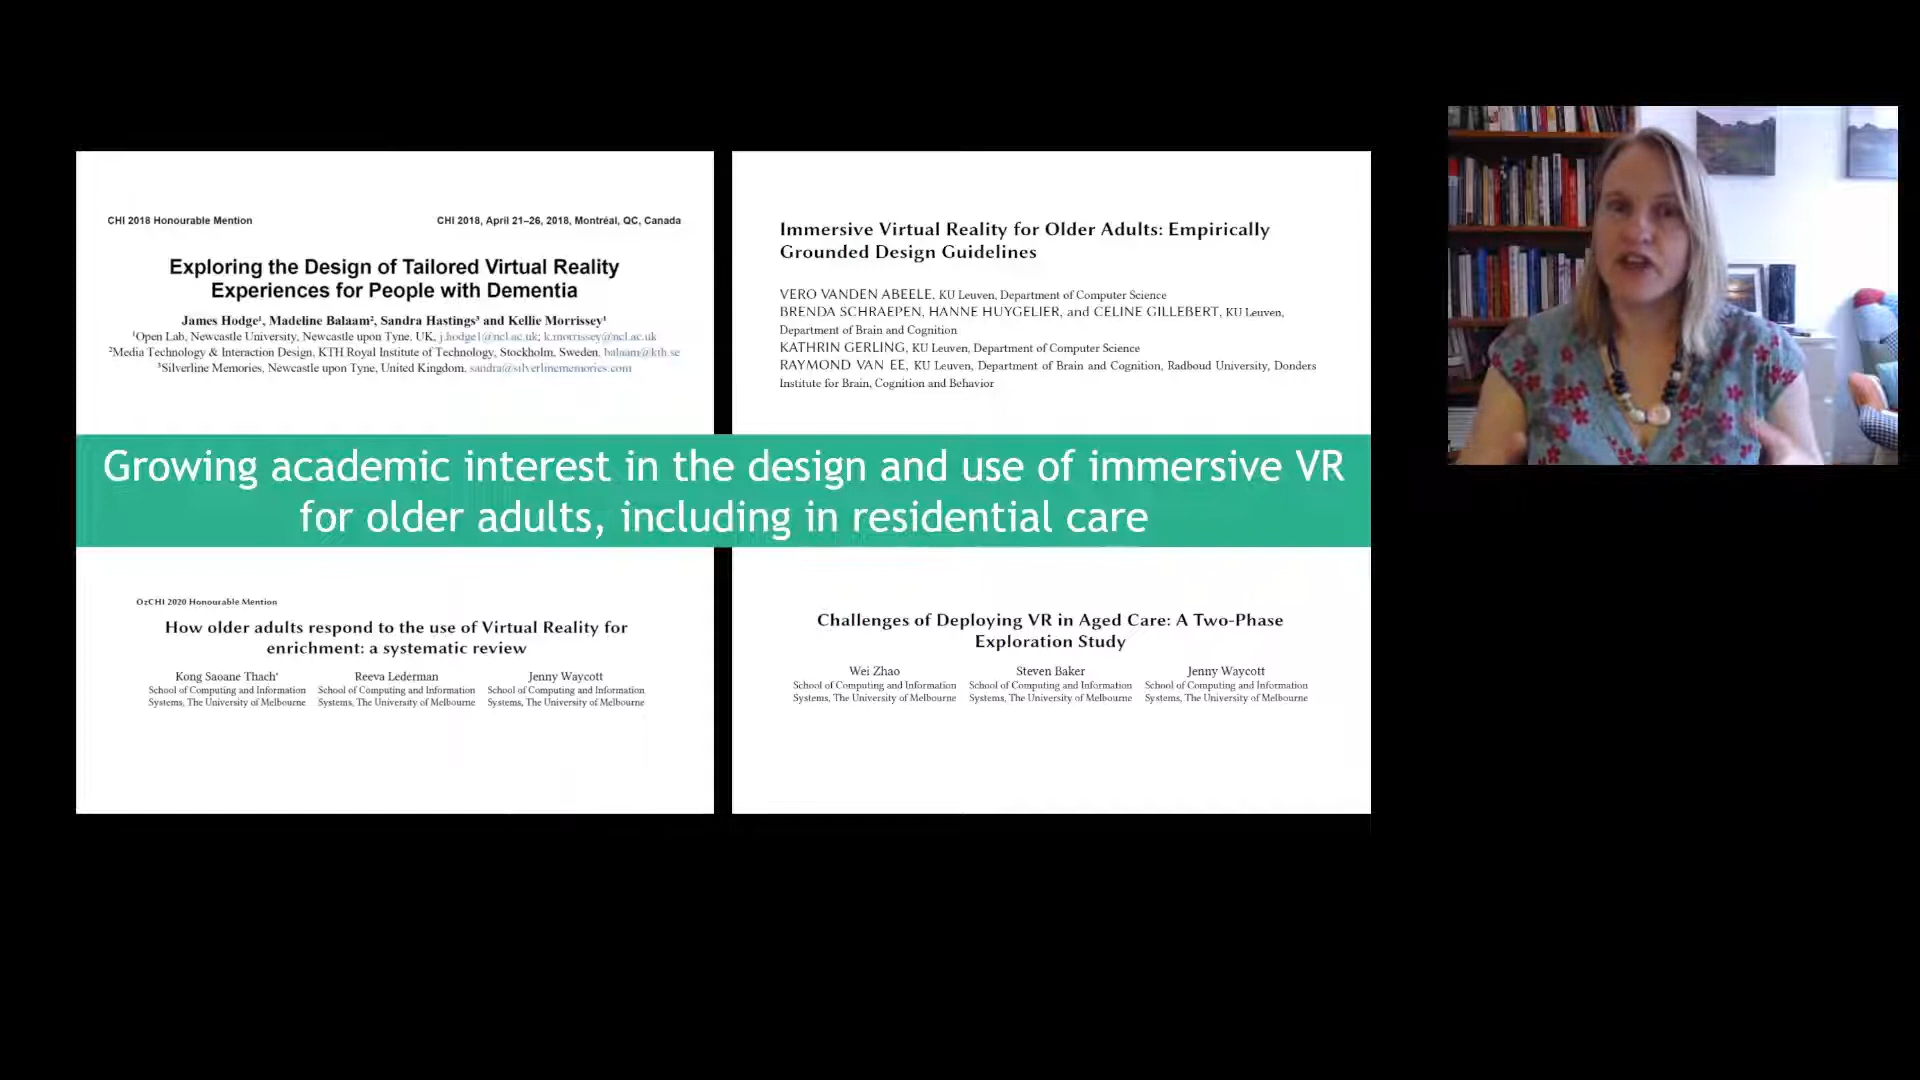 CHI 2018 Honourable Mention
CHI 2018, April 21–26, 2018, Montréal, QC, Canada
Exploring the Design of Tailored Virtual Reality
Experiences for People with Dementia
James Hodge¹, Madeline Balaam², Sandra Hastings³ and Kellie Morrissey¹
¹Open Lab, Newcastle University, Newcastle upon Tyne, UK, j.hodge1@ncl.ac.uk; k.morrissey@ncl.ac.uk
²Media Technology & Interaction Design, KTH Royal Institute of Technology, Stockholm, Sweden, balaam@kth.se
³Silverline Memories, Newcastle upon Tyne, United Kingdom, sandra@silverlinememories.com
Immersive Virtual Reality for Older Adults: Empirically
Grounded Design Guidelines
VERO VANDEN ABEELE, KU Leuven, Department of Computer Science
BRENDA SCHRAEPEN, HANNE HUYGELIER, and CELINE GILLEBERT, KU Leuven,
Department of Brain and Cognition
KATHRIN GERLING, KU Leuven, Department of Computer Science
RAYMOND VAN EE, KU Leuven, Department of Brain and Cognition, Radboud University, Donders
Institute for Brain, Cognition and Behavior
Growing academic interest in the design and use of immersive VR
for older adults, including in residential care
OzCHI 2020 Honourable Mention
How older adults respond to the use of Virtual Reality for
enrichment: a systematic review
Kong Saoane Thach*
School of Computing and Information
Systems, The University of Melbourne
Reeva Lederman
School of Computing and Information
Systems, The University of Melbourne
Jenny Waycott
School of Computing and Information
Systems, The University of Melbourne
Challenges of Deploying VR in Aged Care: A Two-Phase
Exploration Study
Wei Zhao
School of Computing and Information
Systems, The University of Melbourne
Steven Baker
School of Computing and Information
Systems, The University of Melbourne
Jenny Waycott
School of Computing and Information
Systems, The University of Melbourne